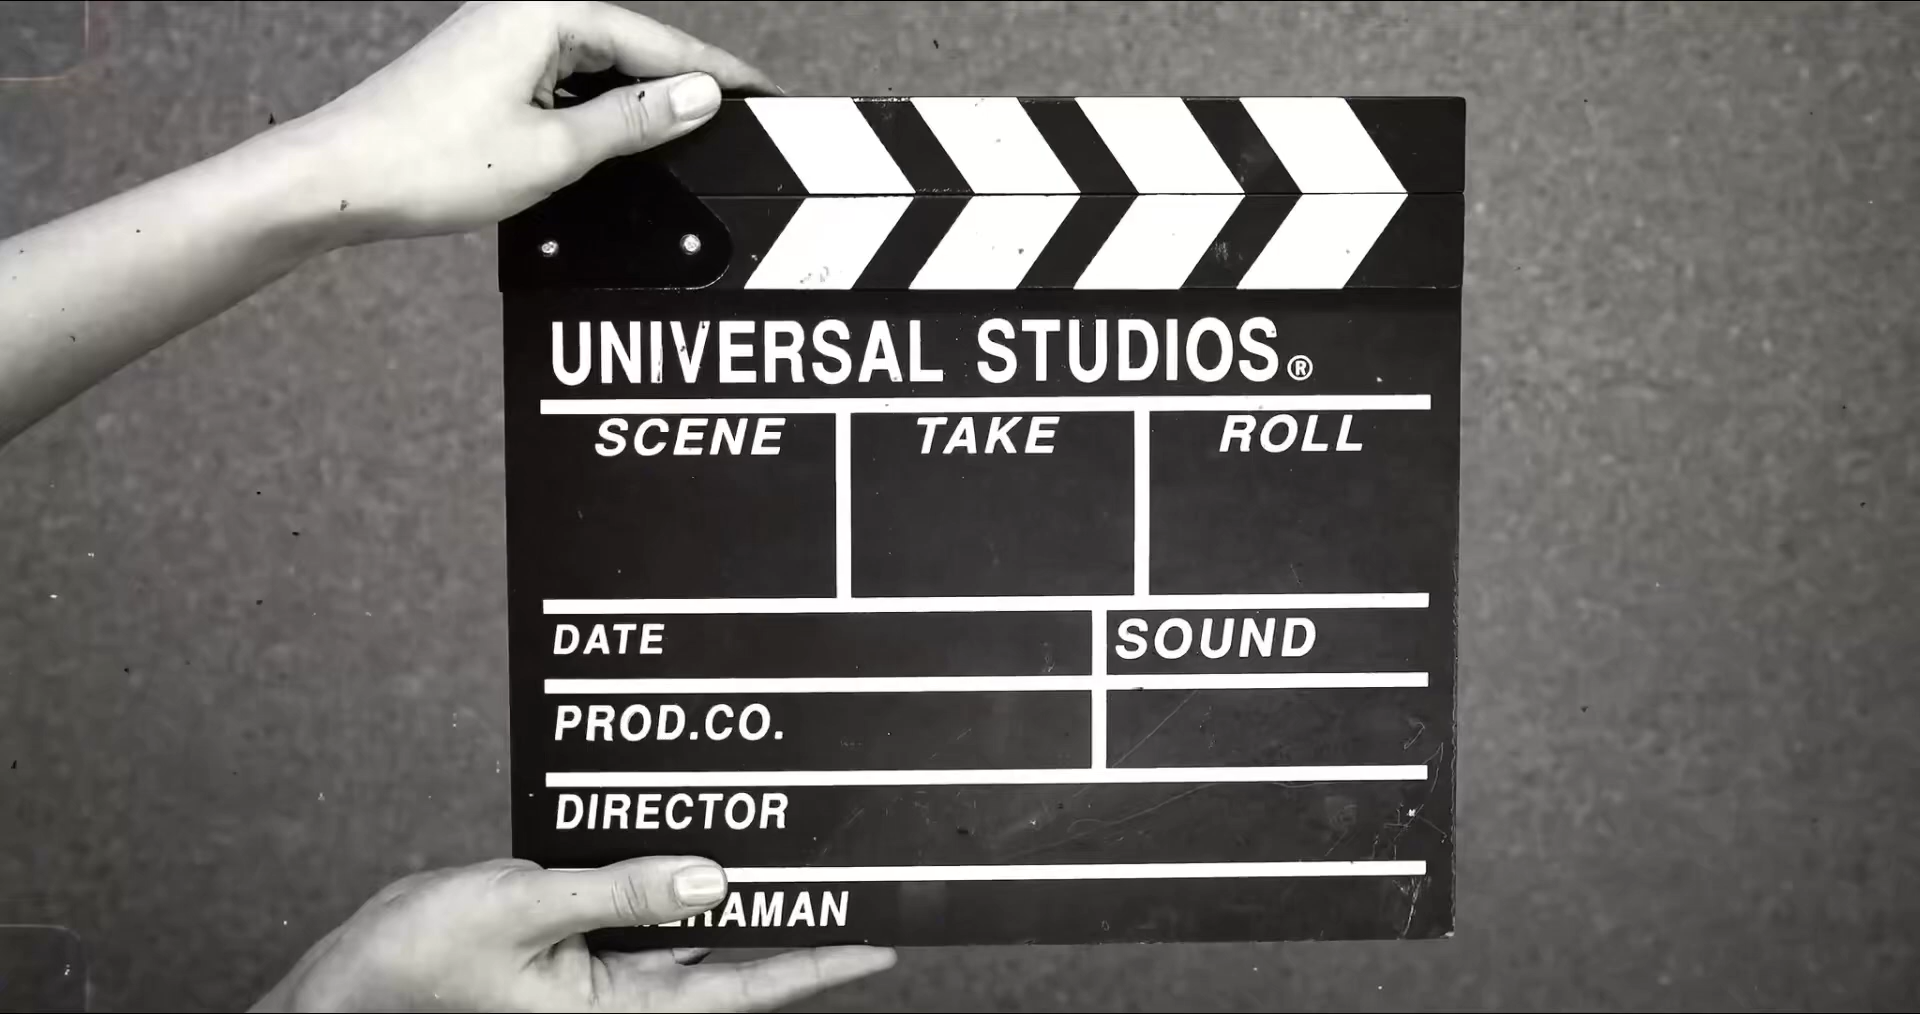 UNIVERSAL STUDIOS®
SCENE TAKE ROLL
DATE SOUND
PROD.CO.
DIRECTOR